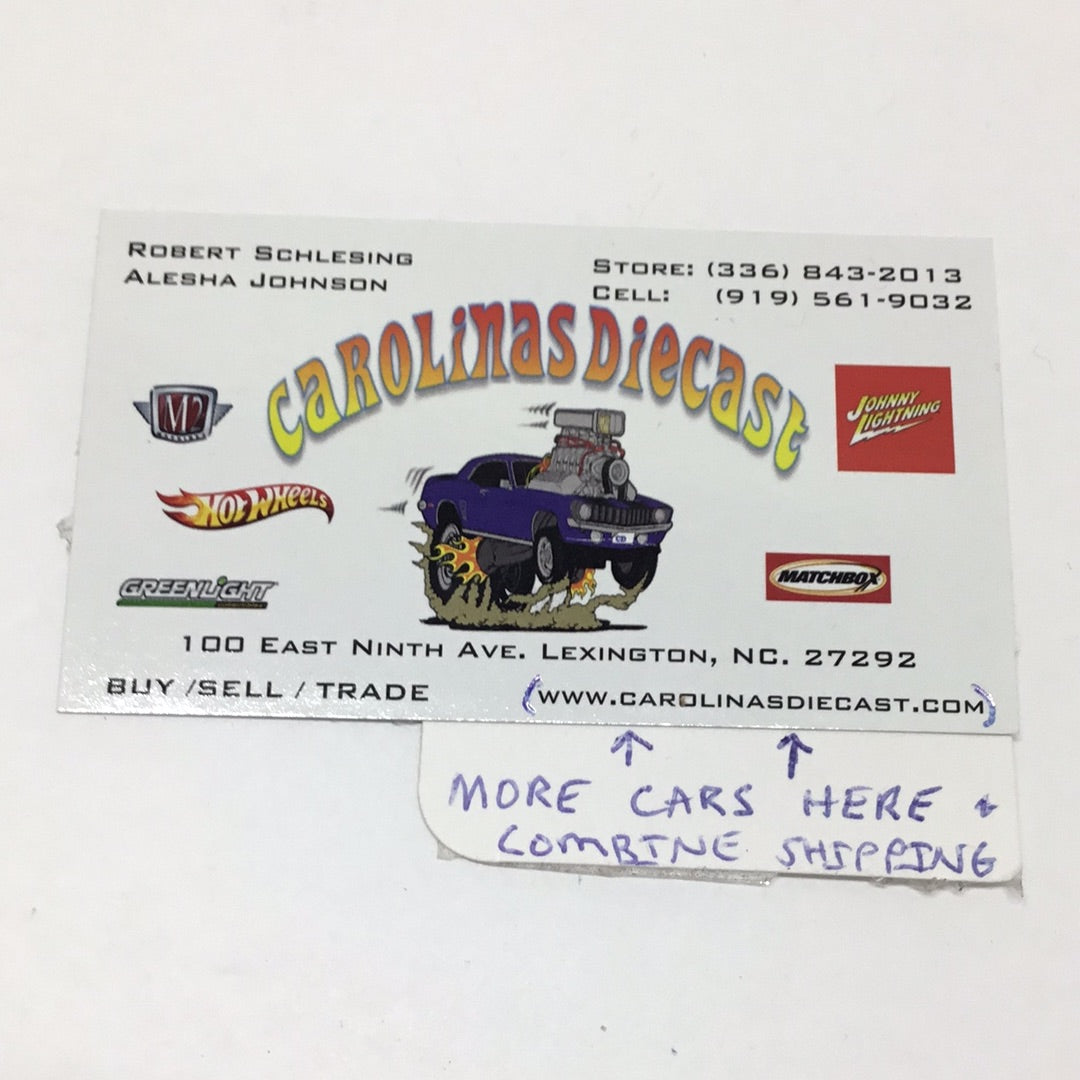 ROBERT SCHLESING
ALESHA JOHNSON
STORE: (336) 843-2013
CELL: (919) 561-9032
CAROLiNAS DiECAST
M2
JOHNNY
LIGHTNING
HOT WHEELS
GREENLIGHT
MATCHBOX
100 EAST NINTH AVE. LEXINGTON, NC. 27292
BUY /SELL / TRADE
(WWW.CAROLINASDIECAST.COM)
↑ ↑
MORE CARS HERE +
COMBINE SHIPPING